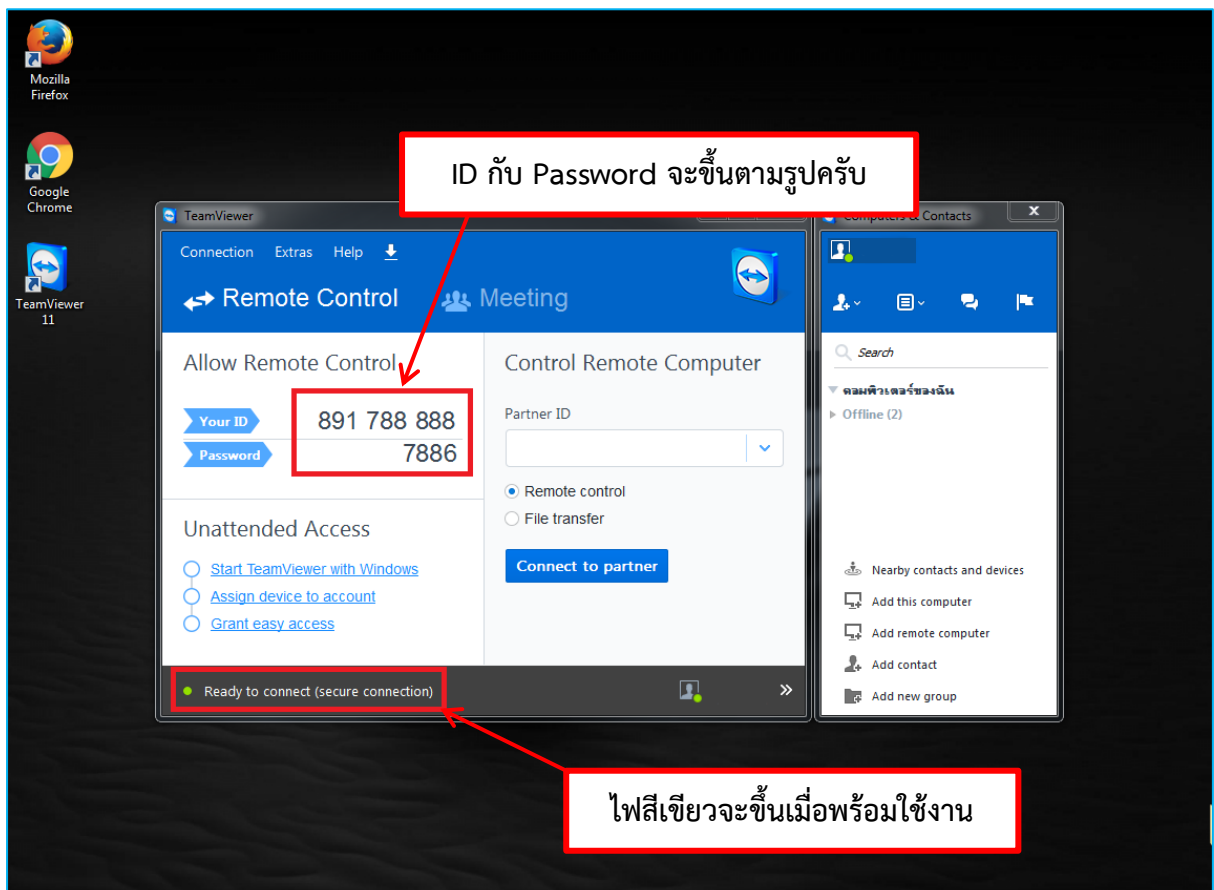 Mozilla
Firefox
Google
Chrome
TeamViewer
11
ID กับ Password จะขึ้นตามรูปครับ
TeamViewer
Connection Extras Help
Remote Control Meeting
Allow Remote Control
Your ID 891 788 888
Password 7886
Unattended Access
Start TeamViewer with Windows
Assign device to account
Grant easy access
Control Remote Computer
Partner ID
Remote control
File transfer
Connect to partner
Ready to connect (secure connection)
Computers & Contacts
Search
คอมพิวเตอร์ของฉัน
Offline (2)
Nearby contacts and devices
Add this computer
Add remote computer
Add contact
Add new group
ไฟสีเขียวจะขึ้นเมื่อพร้อมใช้งาน